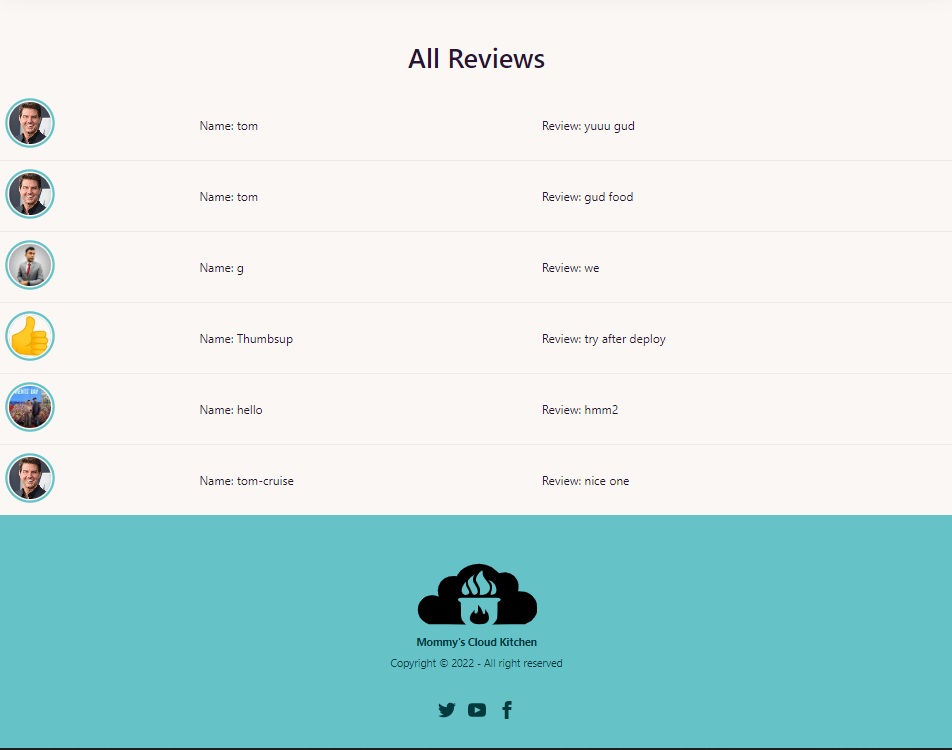 All Reviews
Name: tom Review: yuuu gud
Name: tom Review: gud food
Name: g Review: we
Name: Thumbsup Review: try after deploy
Name: hello Review: hmm2
Name: tom-cruise Review: nice one
Mommy's Cloud Kitchen
Copyright © 2022 - All right reserved